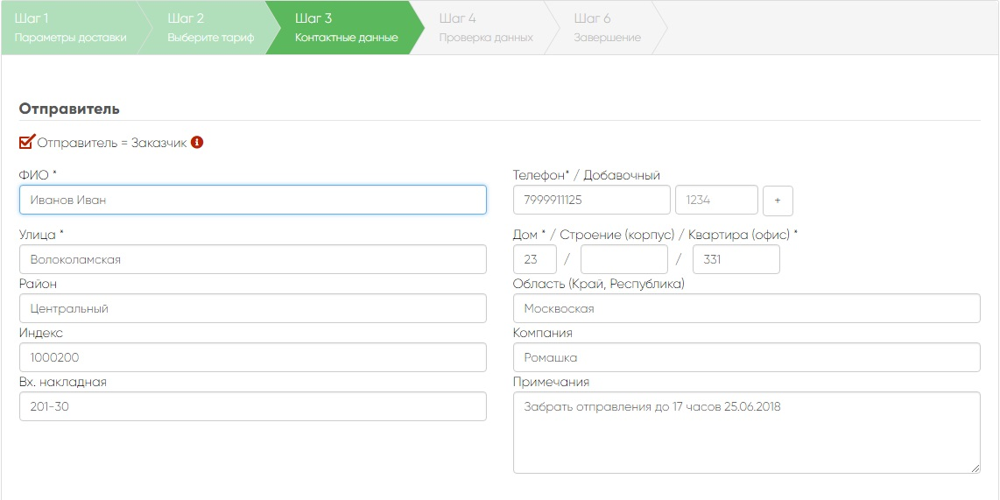 Шаг 1
Параметры доставки
Шаг 2
Выберите тариф
Шаг 3
Контактные данные
Шаг 4
Проверка данных
Шаг 6
Завершение
Отправитель
Отправитель = Заказчик
ФИО *
Иванов Иван
Телефон* / Добавочный
7999911125 1234 +
Улица *
Волоколамская
Дом * / Строение (корпус) / Квартира (офис) *
23 / / 331
Район
Центральный
Область (Край, Республика)
Москвоская
Индекс
1000200
Компания
Ромашка
Вх. накладная
201-30
Примечания
Забрать отправления до 17 часов 25.06.2018